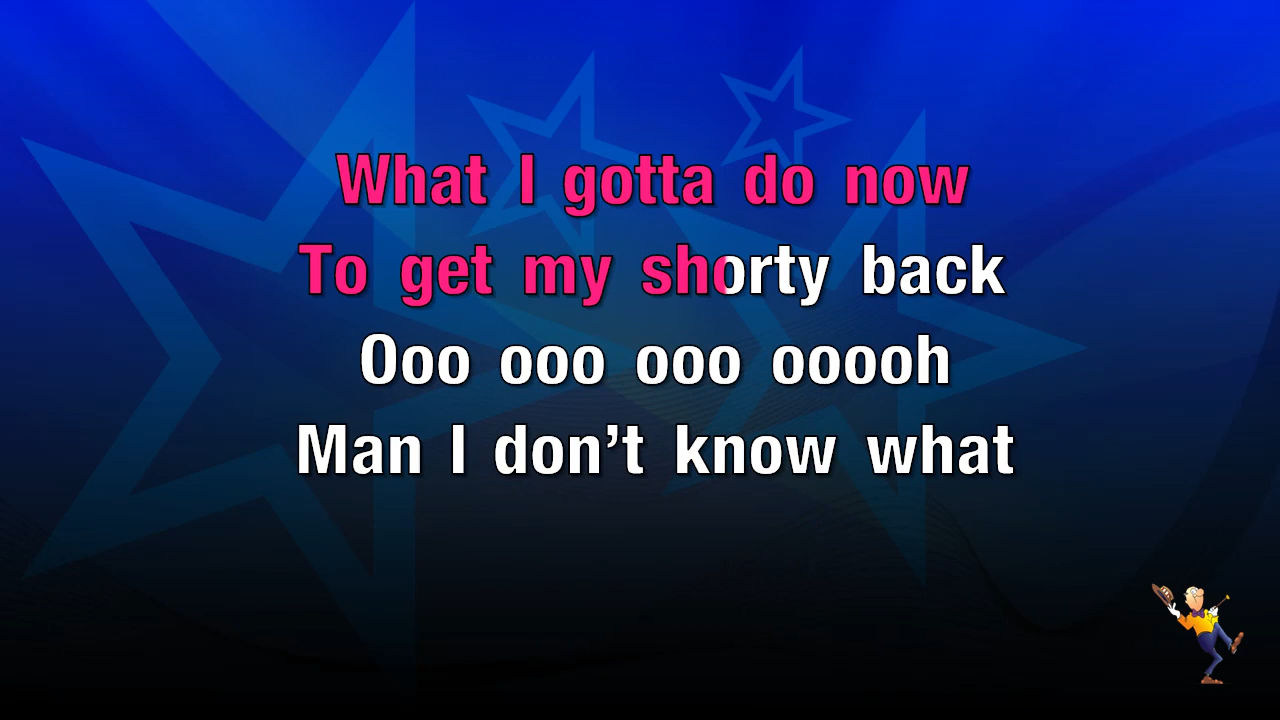 What I gotta do now
To get my shorty back
Ooo ooo ooo ooooh
Man I don’t know what